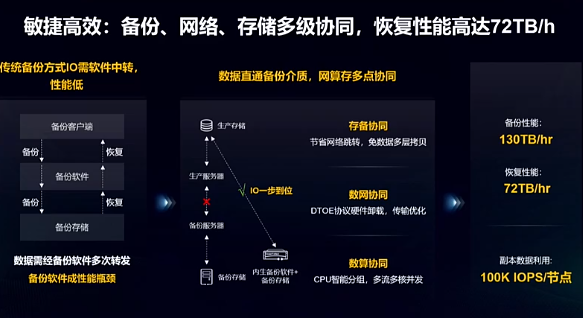 敏捷高效：备份、网络、存储多级协同，恢复性能高达72TB/h
传统备份方式IO需软件中转，
性能低
备份客户端
备份
恢复
备份软件
备份
恢复
备份存储
数据需经备份软件多次转发
备份软件成性能瓶颈
数据直通备份介质，网算存多点协同
生产存储
生产服务器
IO一步到位
备份服务器
备份存储
内生备份软件+
备份存储
存备协同
节省网络跳转，免数据多层拷贝
数网协同
DTOE协议硬件卸载，传输优化
数算协同
CPU智能分组，多流多核并发
备份性能：
130TB/hr
恢复性能：
72TB/hr
副本数据利用：
100K IOPS/节点